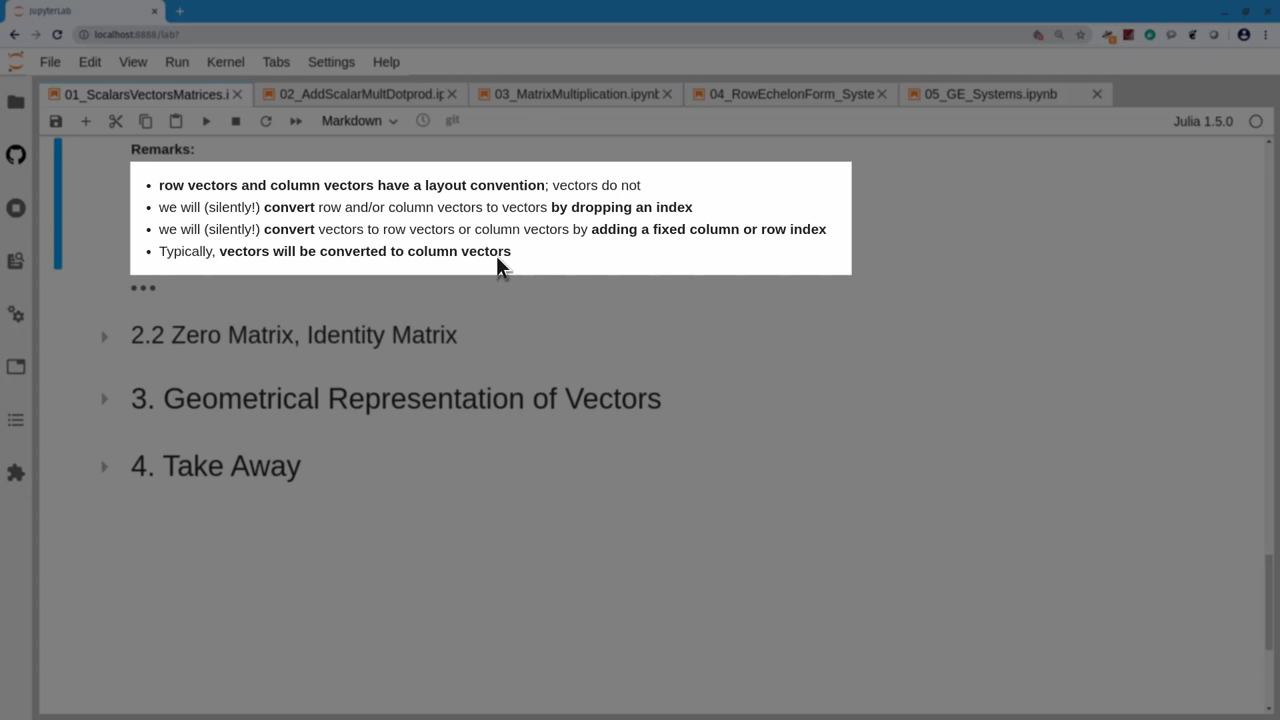 JupyterLab
localhost:8888/lab?
File Edit View Run Kernel Tabs Settings Help
01_ScalarsVectorsMatrices.i 02_AddScalarMultDotprod.ip 03_MatrixMultiplication.ipynb 04_RowEchelonForm_Syste 05_GE_Systems.ipynb
Markdown git Julia 1.5.0
Remarks:
• row vectors and column vectors have a layout convention; vectors do not
• we will (silently!) convert row and/or column vectors to vectors by dropping an index
• we will (silently!) convert vectors to row vectors or column vectors by adding a fixed column or row index
• Typically, vectors will be converted to column vectors
2.2 Zero Matrix, Identity Matrix
3. Geometrical Representation of Vectors
4. Take Away